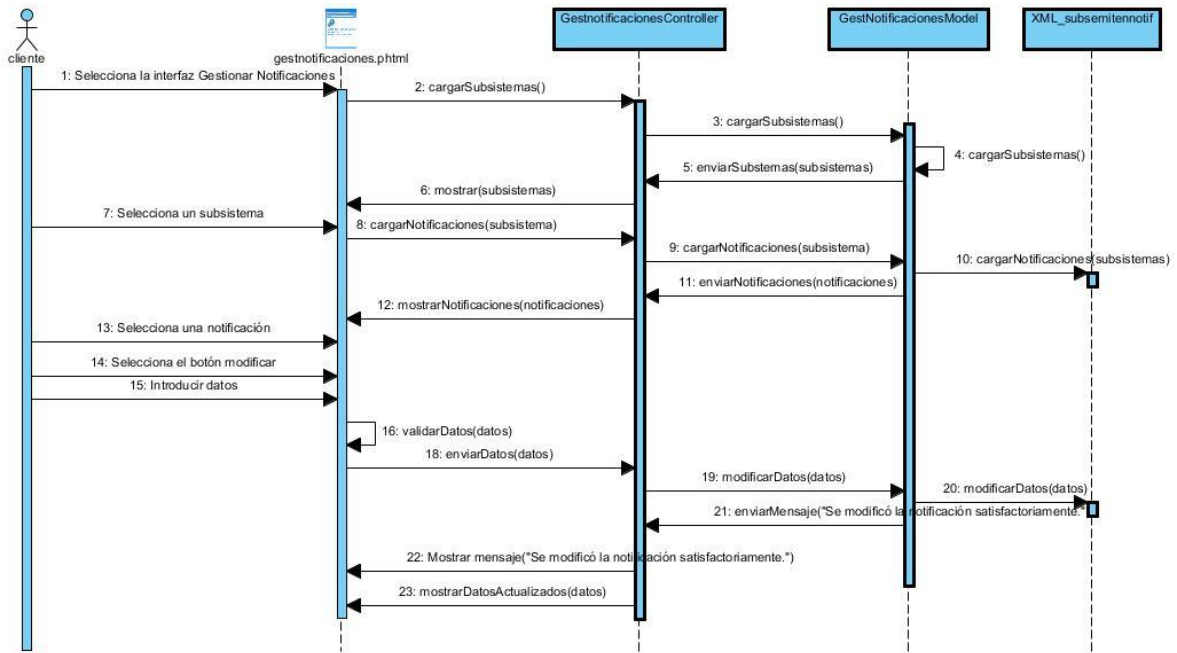 GestnotificacionesController
GestNotificacionesModel
XML_subsemitennotif
cliente
gestnotificaciones.phtml
1: Selecciona la interfaz Gestionar Notificaciones
2: cargarSubsistemas()
3: cargarSubsistemas()
4: cargarSubsistemas()
5: enviarSubstemas(subsistemas)
6: mostrar(subsistemas)
7: Selecciona un subsistema
8: cargarNotificaciones(subsistema)
9: cargarNotificaciones(subsistema)
10: cargarNotificaciones(subsistemas)
11: enviarNotificaciones(notificaciones)
12: mostrarNotificaciones(notificaciones)
13: Selecciona una notificación
14: Selecciona el botón modificar
15: Introducir datos
16: validarDatos(datos)
18: enviarDatos(datos)
19: modificarDatos(datos)
20: modificarDatos(datos)
21: enviarMensaje("Se modificó la notificación satisfactoriamente."
22: Mostrar mensaje("Se modificó la notificación satisfactoriamente.")
23: mostrarDatosActualizados(datos)